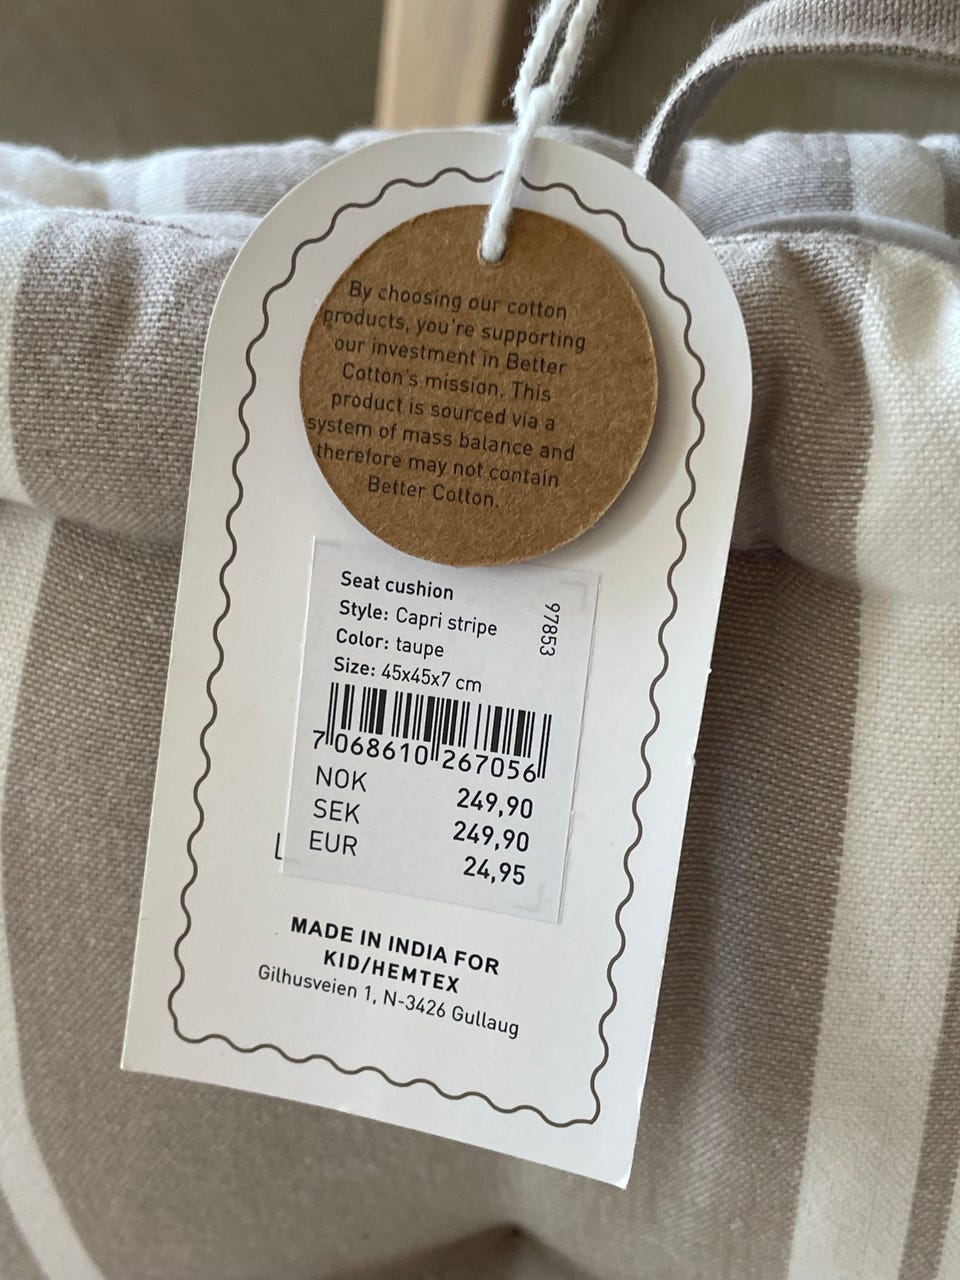 By choosing our cotton
products, you're supporting
our investment in Better
Cotton's mission. This
product is sourced via a
system of mass balance and
therefore may not contain
Better Cotton.
Seat cushion
Style: Capri stripe
Color: taupe
Size: 45x45x7 cm
97853
7 068610 267056
NOK 249,90
SEK 249,90
EUR 24,95
L
MADE IN INDIA FOR
KID/HEMTEX
Gilhusveien 1, N-3426 Gullaug